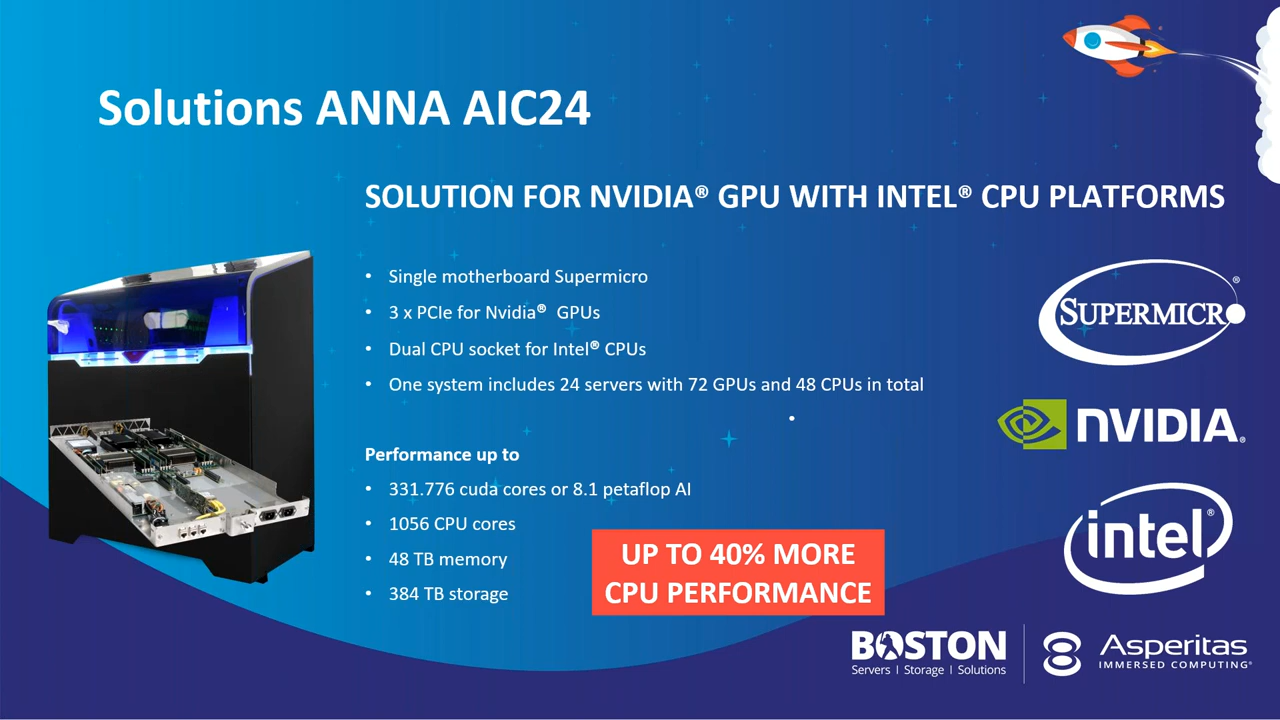 Solutions ANNA AIC24
SOLUTION FOR NVIDIA® GPU WITH INTEL® CPU PLATFORMS
• Single motherboard Supermicro
• 3 x PCIe for Nvidia® GPUs
• Dual CPU socket for Intel® CPUs
• One system includes 24 servers with 72 GPUs and 48 CPUs in total
•
Performance up to
• 331.776 cuda cores or 8.1 petaflop AI
• 1056 CPU cores
• 48 TB memory
• 384 TB storage
UP TO 40% MORE
CPU PERFORMANCE
SUPERMICRO®
NVIDIA®
intel®
BOSTON
Servers | Storage | Solutions
Asperitas
IMMERSED COMPUTING®